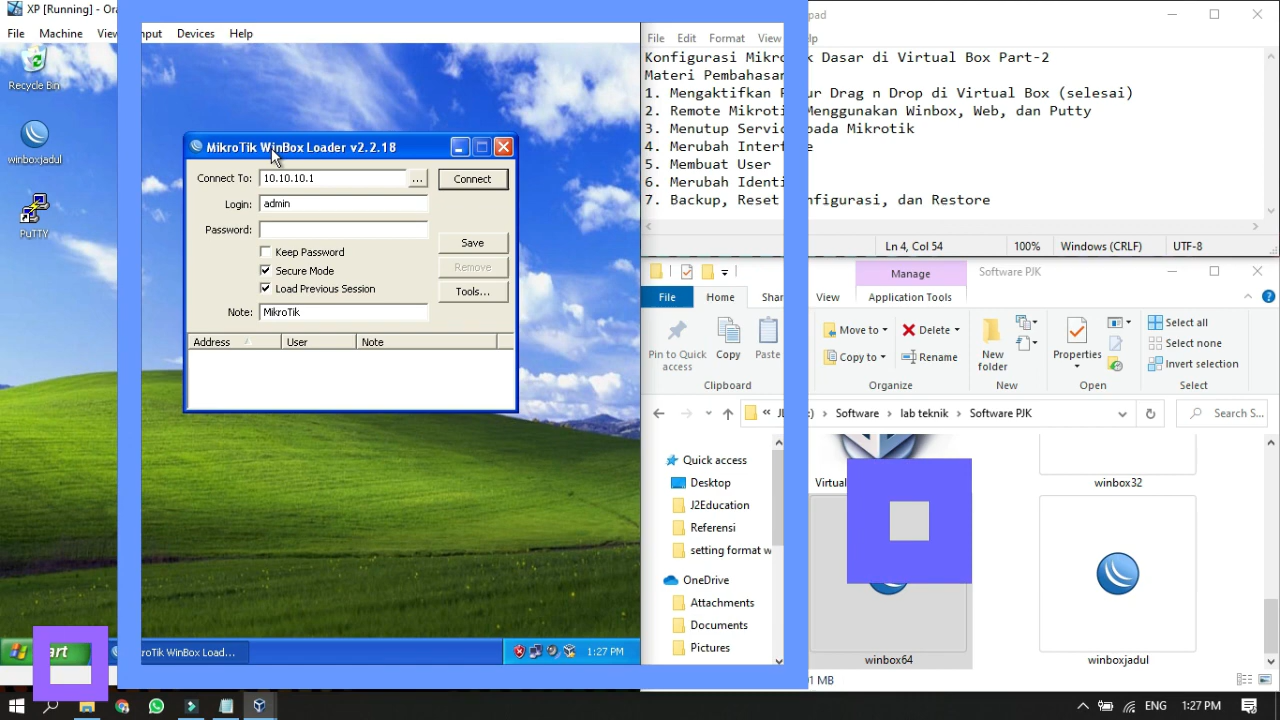 XP [Running] - Ora
File Machine Vie nput Devices Help
Recycle Bin
winboxjadul
PuTTY
MikroTik WinBox Loader v2.2.18
Connect To: 10.10.10.1 ... Connect
Login: admin
Password:
Keep Password
Save
Secure Mode
Remove
Load Previous Session
Tools...
Note: MikroTik
Address User Note
art
roTik WinBox Load...
1:27 PM
pad
File Edit Format View lp
Konfigurasi Mikro k Dasar di Virtual Box Part-2
Materi Pembahasan
1. Mengaktifkan ur Drag n Drop di Virtual Box (selesai)
2. Remote Mikroti Menggunakan Winbox, Web, dan Putty
3. Menutup Servi pada Mikrotik
4. Merubah Interf e
5. Membuat User
6. Merubah Identi
7. Backup, Reset nfigurasi, dan Restore
Ln 4, Col 54 100% Windows (CRLF) UTF-8
Manage Software PJK
File Home Shar View Application Tools
Pin to Quick access
Copy
Paste
Move to
Copy to
Delete
Rename
New folder
Properties
Select all
Select none
Invert selection
Clipboard Organize New Open Select
« J :) › Software › lab teknik › Software PJK
Search S...
Quick access
Desktop
J2Education
Referensi
setting format w
OneDrive
Attachments
Documents
Pictures
Virtual
winbox32
winbox64
winboxjadul
01 MB
ENG 1:27 PM